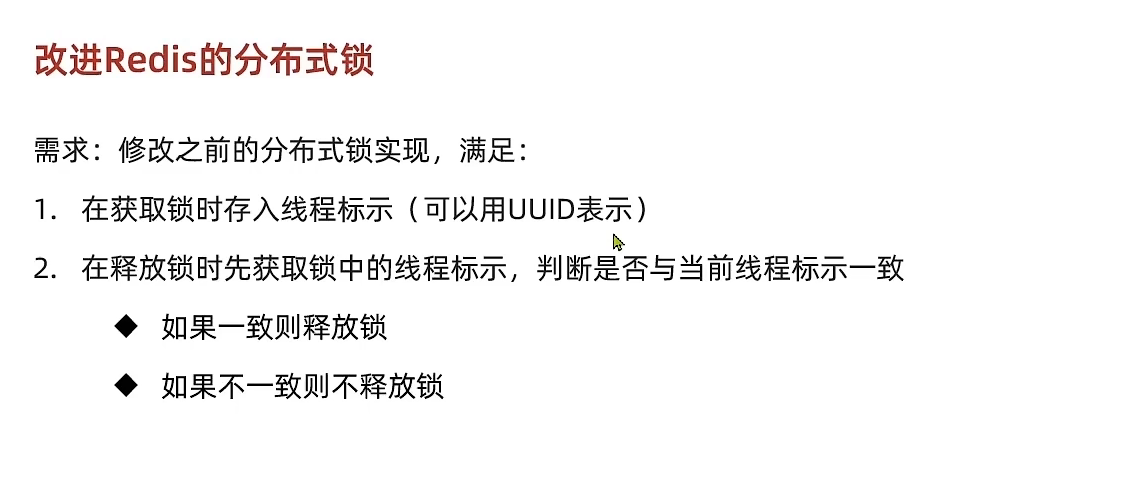 改进Redis的分布式锁
需求：修改之前的分布式锁实现，满足：
1. 在获取锁时存入线程标示（可以用UUID表示）
2. 在释放锁时先获取锁中的线程标示，判断是否与当前线程标示一致
◆ 如果一致则释放锁
◆ 如果不一致则不释放锁